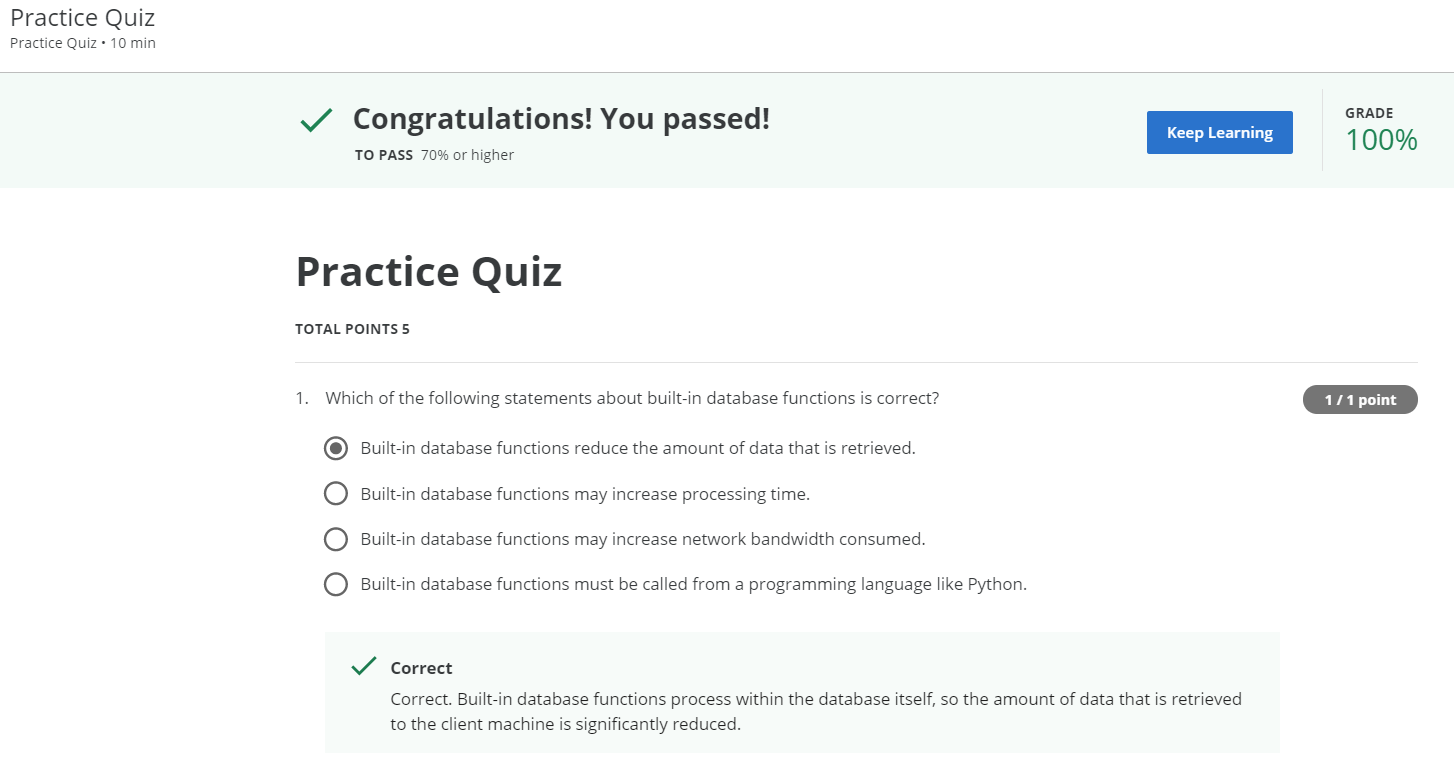 Practice Quiz
Practice Quiz • 10 min
Congratulations! You passed!
TO PASS 70% or higher
Keep Learning
GRADE
100%
Practice Quiz
TOTAL POINTS 5
1. Which of the following statements about built-in database functions is correct?
1 / 1 point
Built-in database functions reduce the amount of data that is retrieved.
Built-in database functions may increase processing time.
Built-in database functions may increase network bandwidth consumed.
Built-in database functions must be called from a programming language like Python.
Correct
Correct. Built-in database functions process within the database itself, so the amount of data that is retrieved
to the client machine is significantly reduced.